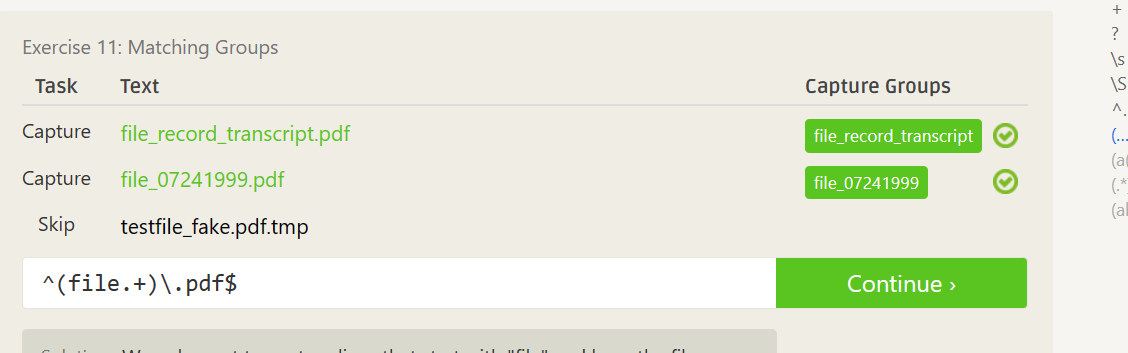 Exercise 11: Matching Groups
Task Text Capture Groups
Capture file_record_transcript.pdf file_record_transcript
Capture file_07241999.pdf file_07241999
Skip testfile_fake.pdf.tmp
^(file.+)\.pdf$ Continue ›
+
?
\s
\S
^.
(...
(a(
(.*
(al